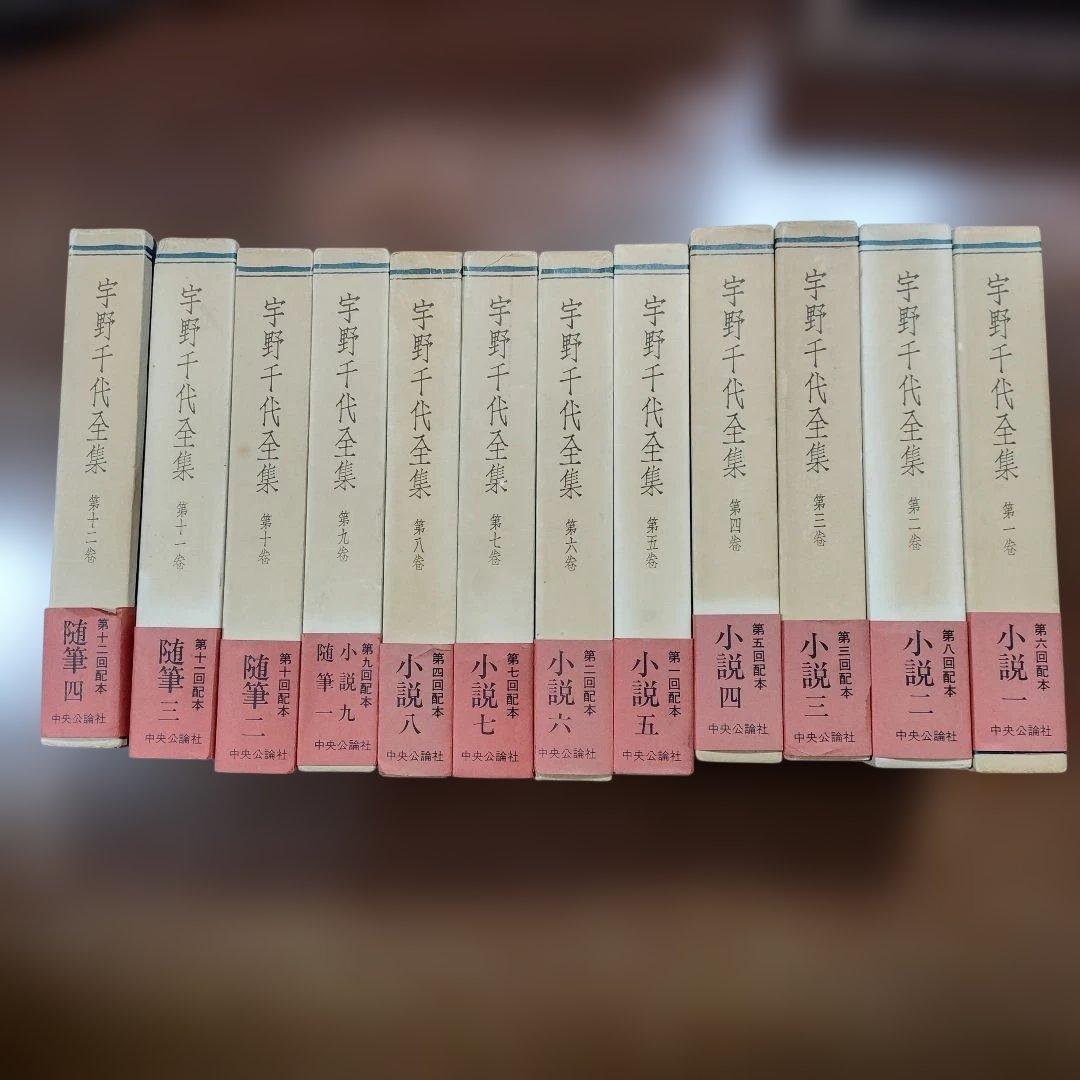 宇野千代全集
第一巻
第六回配本
小説一
中央公論社
宇野千代全集
第二巻
第八回配本
小説二
中央公論社
宇野千代全集
第三巻
第三回配本
小説三
中央公論社
宇野千代全集
第四巻
第五回配本
小説四
中央公論社
宇野千代全集
第五巻
第一回配本
小説五
中央公論社
宇野千代全集
第六巻
第二回配本
小説六
中央公論社
宇野千代全集
第七巻
第七回配本
小説七
中央公論社
宇野千代全集
第八巻
第四回配本
小説八
中央公論社
宇野千代全集
第九巻
第九回配本
小説九
随筆一
中央公論社
宇野千代全集
第十巻
第十回配本
随筆二
中央公論社
宇野千代全集
第十一巻
第十一回配本
随筆三
中央公論社
宇野千代全集
第十二巻
第十二回配本
随筆四
中央公論社